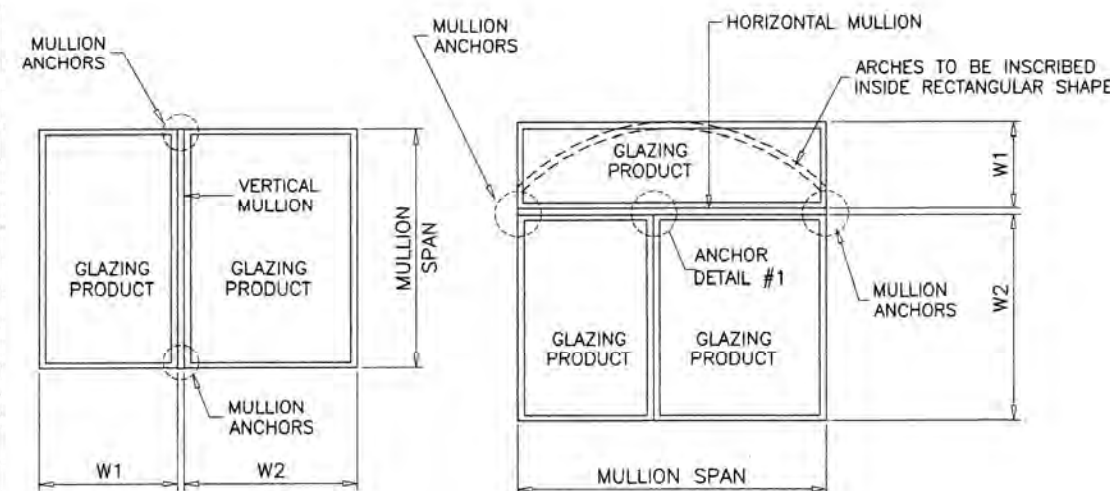 MULLION
ANCHORS
VERTICAL
MULLION
GLAZING
PRODUCT
GLAZING
PRODUCT
MULLION
SPAN
MULLION
ANCHORS
W1
W2
MULLION
ANCHORS
HORIZONTAL MULLION
ARCHES TO BE INSCRIBED
INSIDE RECTANGULAR SHAPE
GLAZING
PRODUCT
W1
ANCHOR
DETAIL #1
MULLION
ANCHORS
GLAZING
PRODUCT
GLAZING
PRODUCT
W2
MULLION SPAN